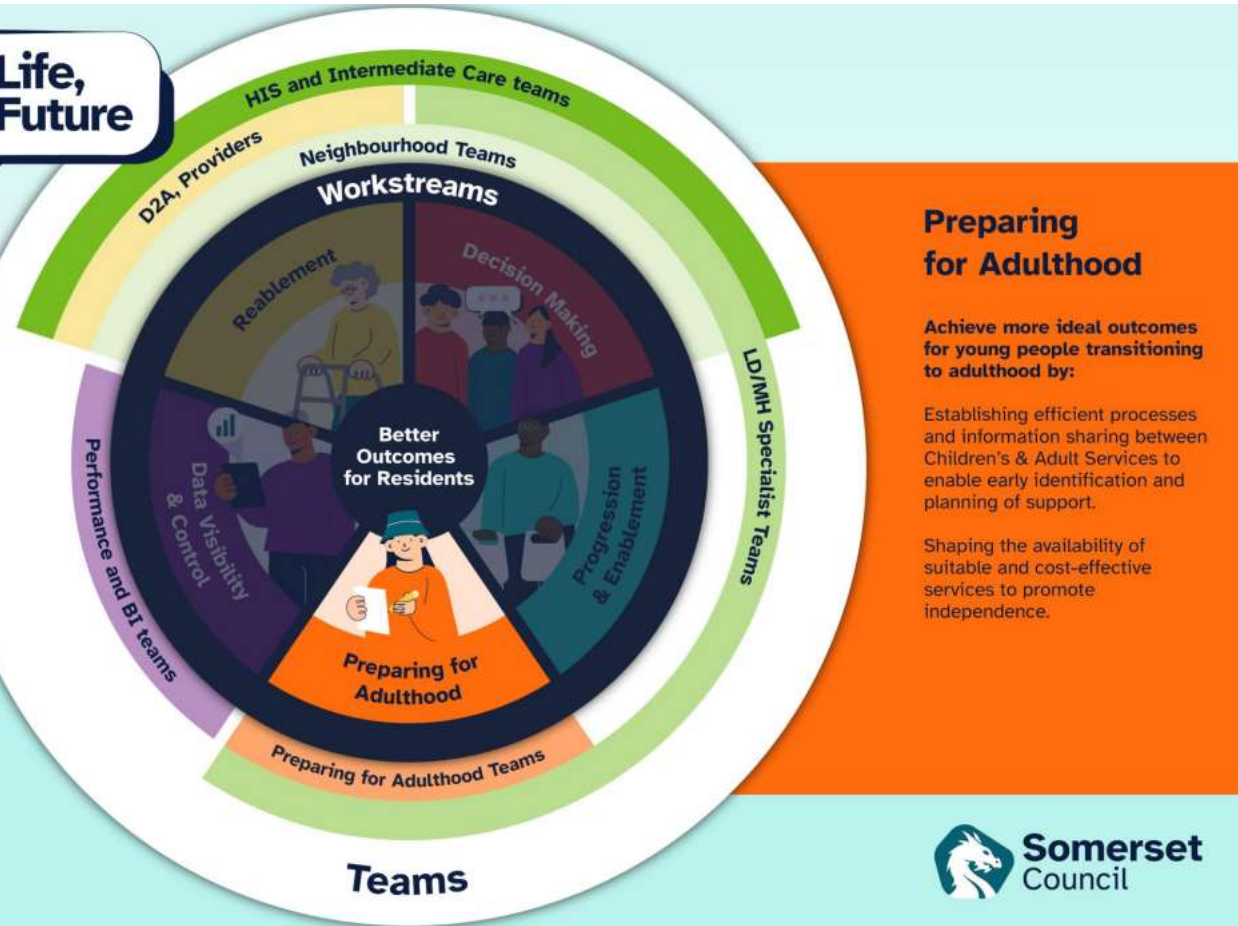 Life,
Future
HIS and Intermediate Care teams
D2A, Providers
Neighbourhood Teams
Workstreams
Reablement
Decision Making
LD/MH Specialist Teams
Performance and BI teams
Data Visibility
& Control
Better
Outcomes
for Residents
Progression
& Enablement
Preparing for
Adulthood
Preparing for Adulthood Teams
Teams
Preparing
for Adulthood
Achieve more ideal outcomes
for young people transitioning
to adulthood by:
Establishing efficient processes
and information sharing between
Children's & Adult Services to
enable early identification and
planning of support.
Shaping the availability of
suitable and cost-effective
services to promote
independence.
Somerset
Council